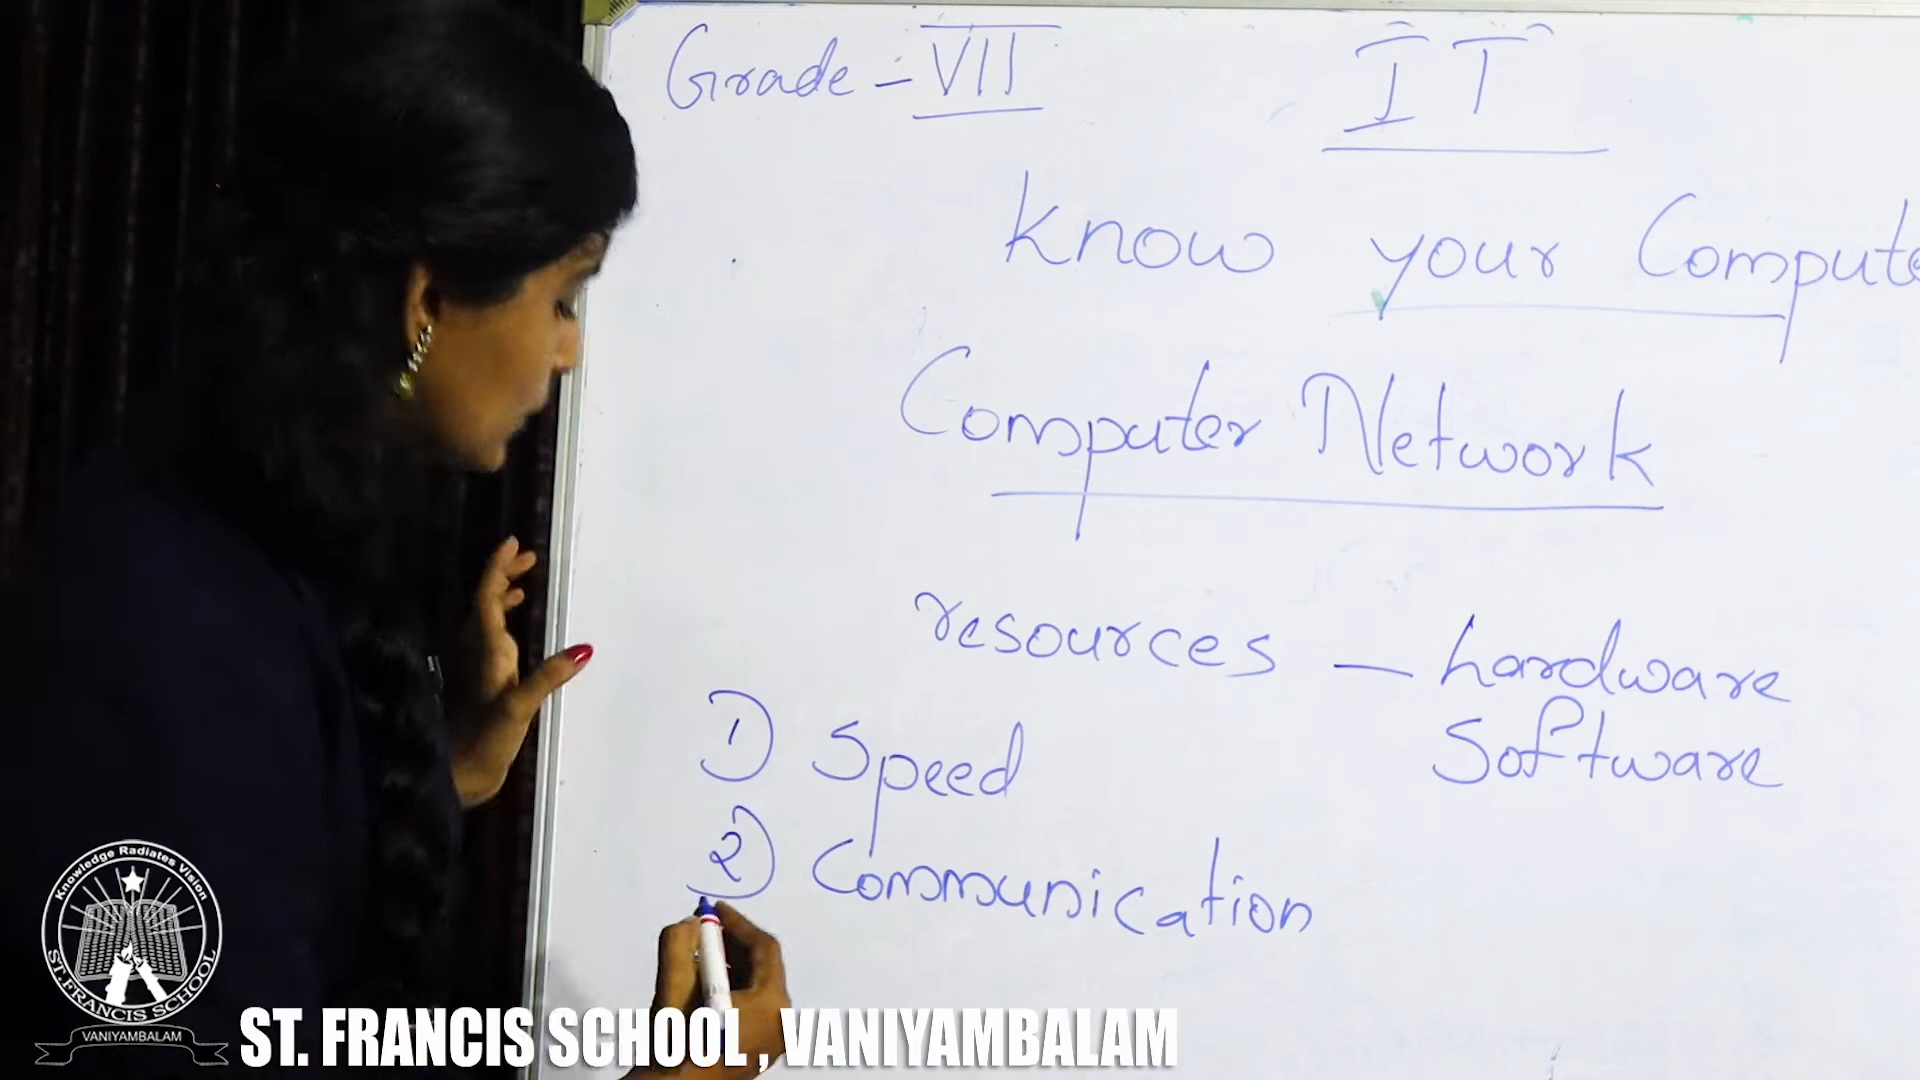 Grade - VII
I T
Know your Compute
Computer Network
resources - hardware
Software
1) Speed
2) Communication
Knowledge Radiates Vision
ST. FRANCIS SCHOOL
VANIYAMBALAM
ST. FRANCIS SCHOOL , VANIYAMBALAM